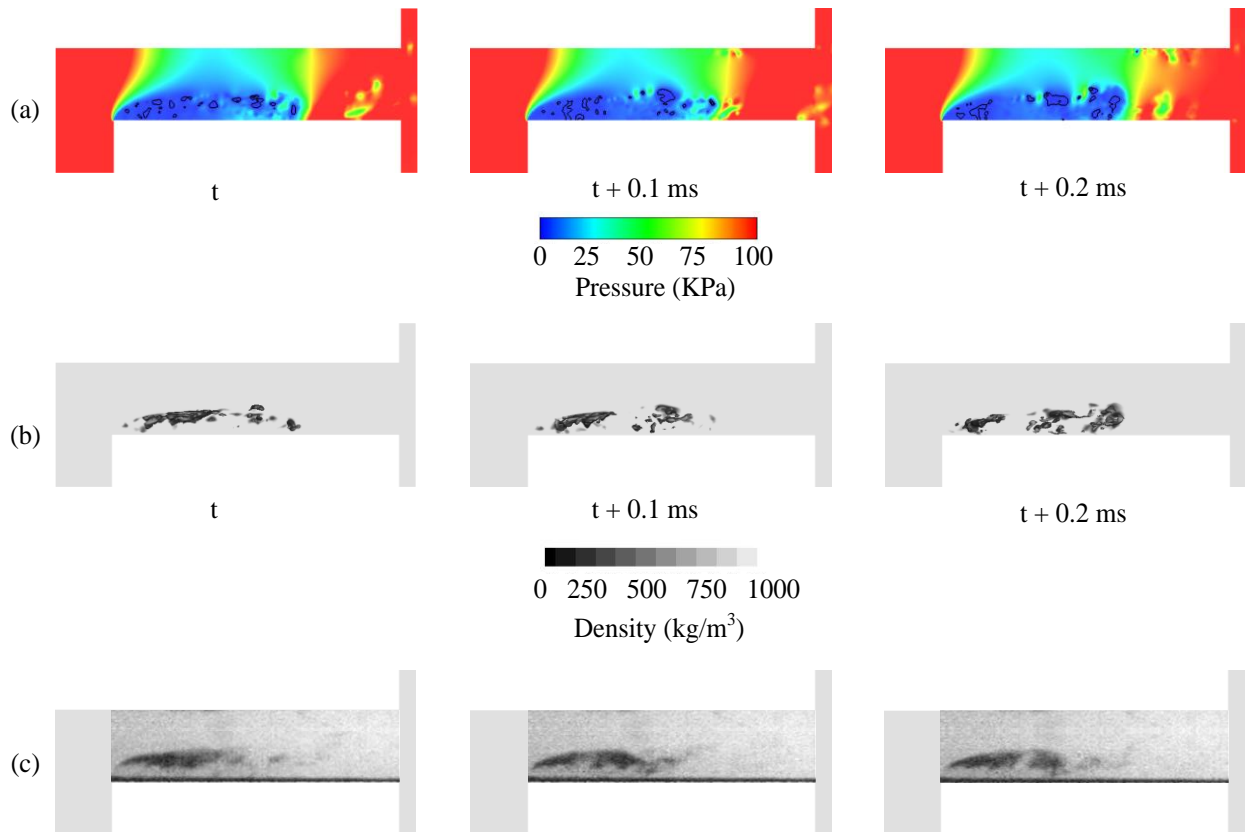 (a)
t
t + 0.1 ms
t + 0.2 ms
0 25 50 75 100
Pressure (KPa)
(b)
t
t + 0.1 ms
t + 0.2 ms
0 250 500 750 1000
Density (kg/m³)
(c)